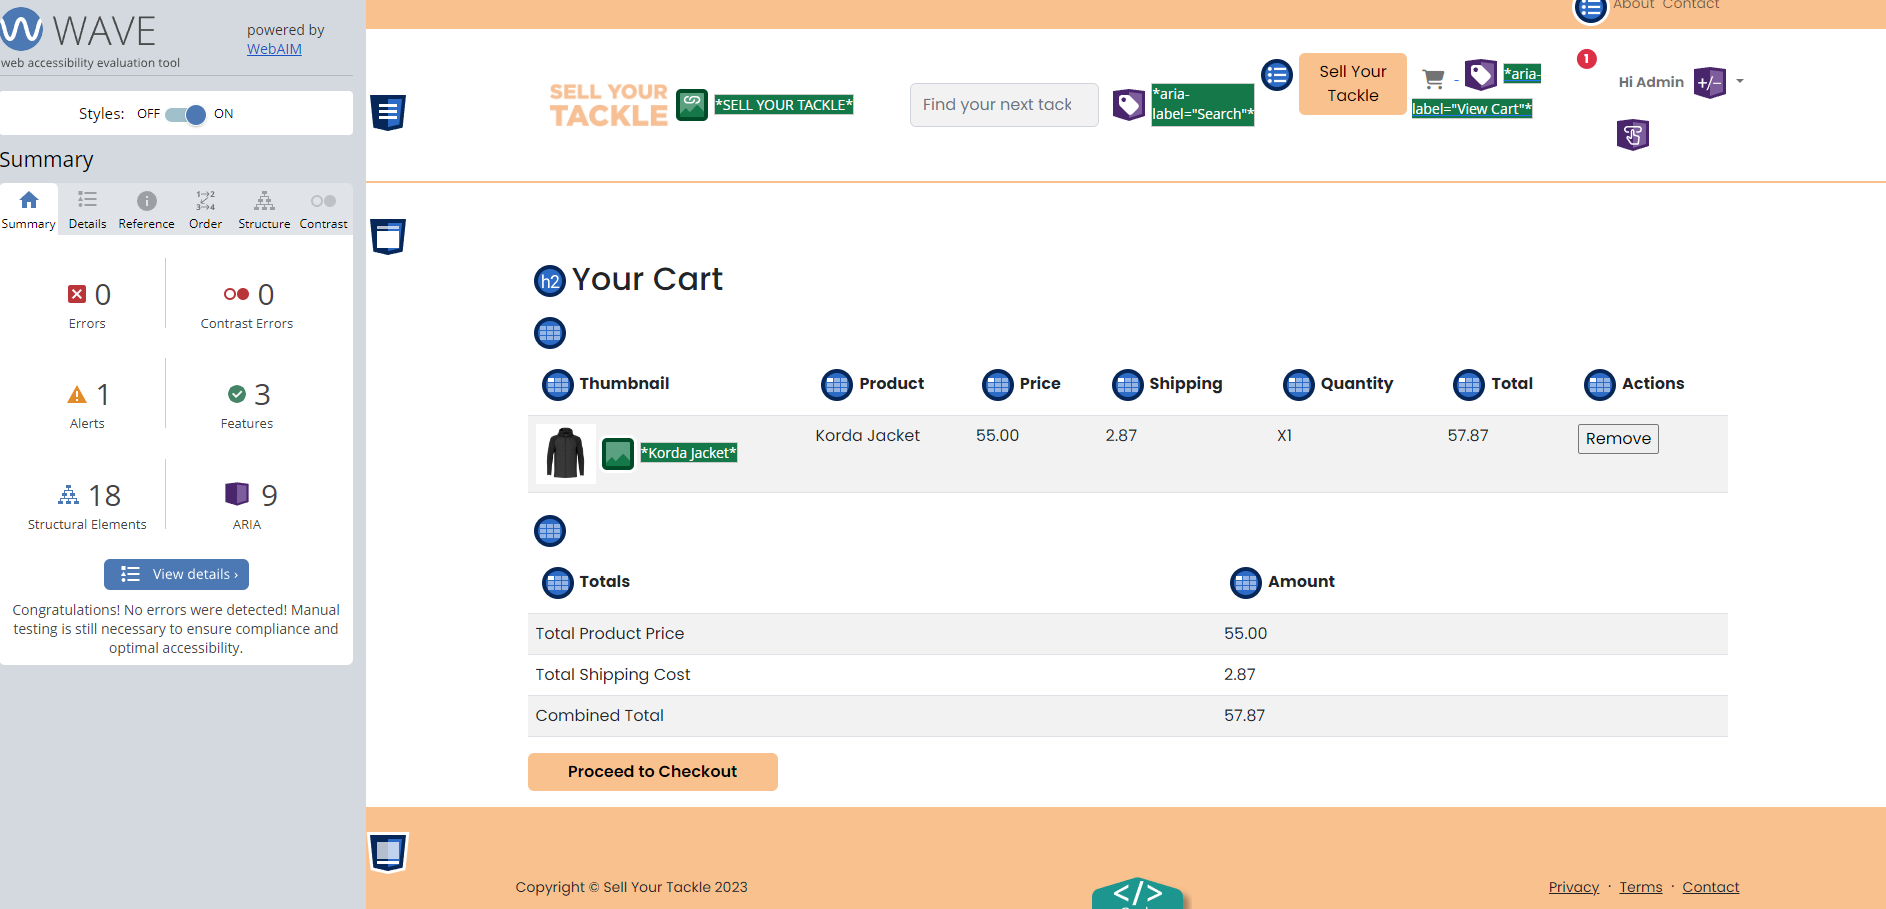 WAVE
web accessibility evaluation tool
powered by
WebAIM
Styles: OFF ON
Summary
Summary Details Reference Order Structure Contrast
0
Errors
0
Contrast Errors
1
Alerts
3
Features
18
Structural Elements
9
ARIA
View details ›
Congratulations! No errors were detected! Manual
testing is still necessary to ensure compliance and
optimal accessibility.
About Contact
SELL YOUR
TACKLE
*SELL YOUR TACKLE*
Find your next tack
*aria-
label="Search"*
Sell Your
Tackle
*aria-
label="View Cart"*
1
Hi Admin
+/−
h2 Your Cart
Thumbnail Product Price Shipping Quantity Total Actions
*Korda Jacket* Korda Jacket 55.00 2.87 X1 57.87 Remove
Totals Amount
Total Product Price 55.00
Total Shipping Cost 2.87
Combined Total 57.87
Proceed to Checkout
Copyright © Sell Your Tackle 2023
</>
Privacy · Terms · Contact